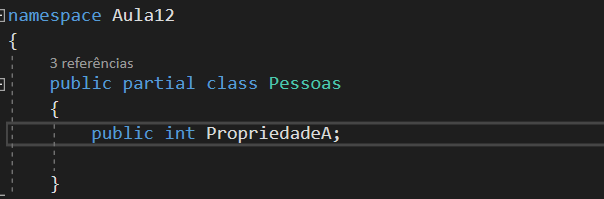 namespace Aula12
{
3 referências
public partial class Pessoas
{
public int PropriedadeA;
}